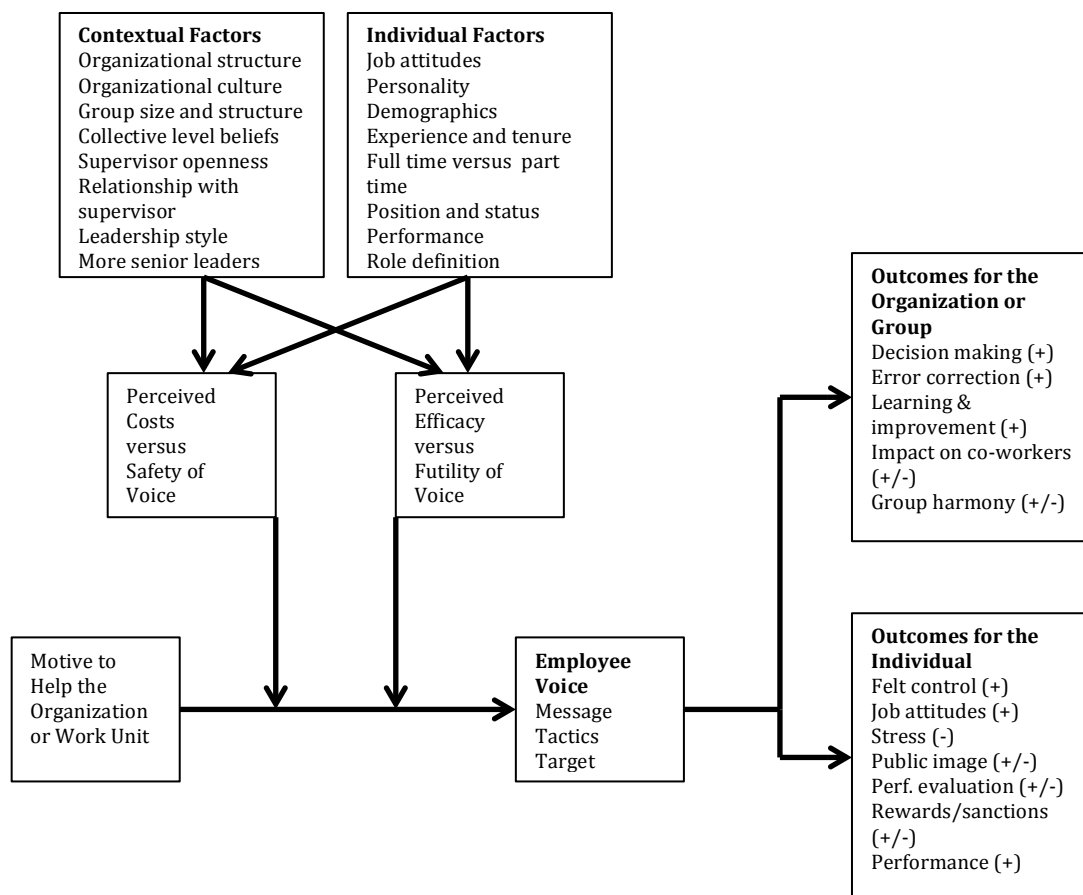 Contextual Factors
Organizational structure
Organizational culture
Group size and structure
Collective level beliefs
Supervisor openness
Relationship with
supervisor
Leadership style
More senior leaders
Individual Factors
Job attitudes
Personality
Demographics
Experience and tenure
Full time versus part
time
Position and status
Performance
Role definition
Perceived
Costs
versus
Safety of
Voice
Perceived
Efficacy
versus
Futility of
Voice
Motive to
Help the
Organization
or Work Unit
Employee
Voice
Message
Tactics
Target
Outcomes for the
Organization or
Group
Decision making (+)
Error correction (+)
Learning &
improvement (+)
Impact on co-workers
(+/-)
Group harmony (+/-)
Outcomes for the
Individual
Felt control (+)
Job attitudes (+)
Stress (-)
Public image (+/-)
Perf. evaluation (+/-)
Rewards/sanctions
(+/-)
Performance (+)